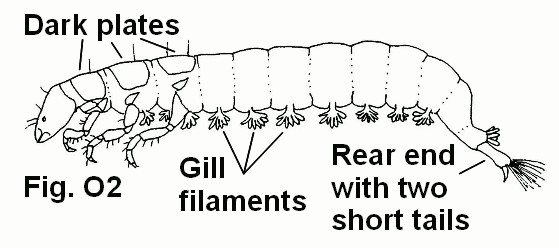 Dark plates
Fig. O2
Gill
filaments
Rear end
with two
short tails